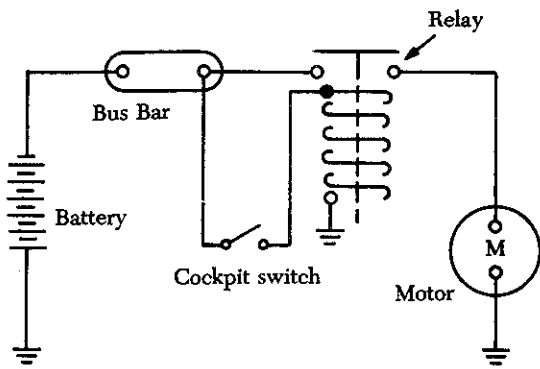 Relay
Bus Bar
Battery
Cockpit switch
M
Motor